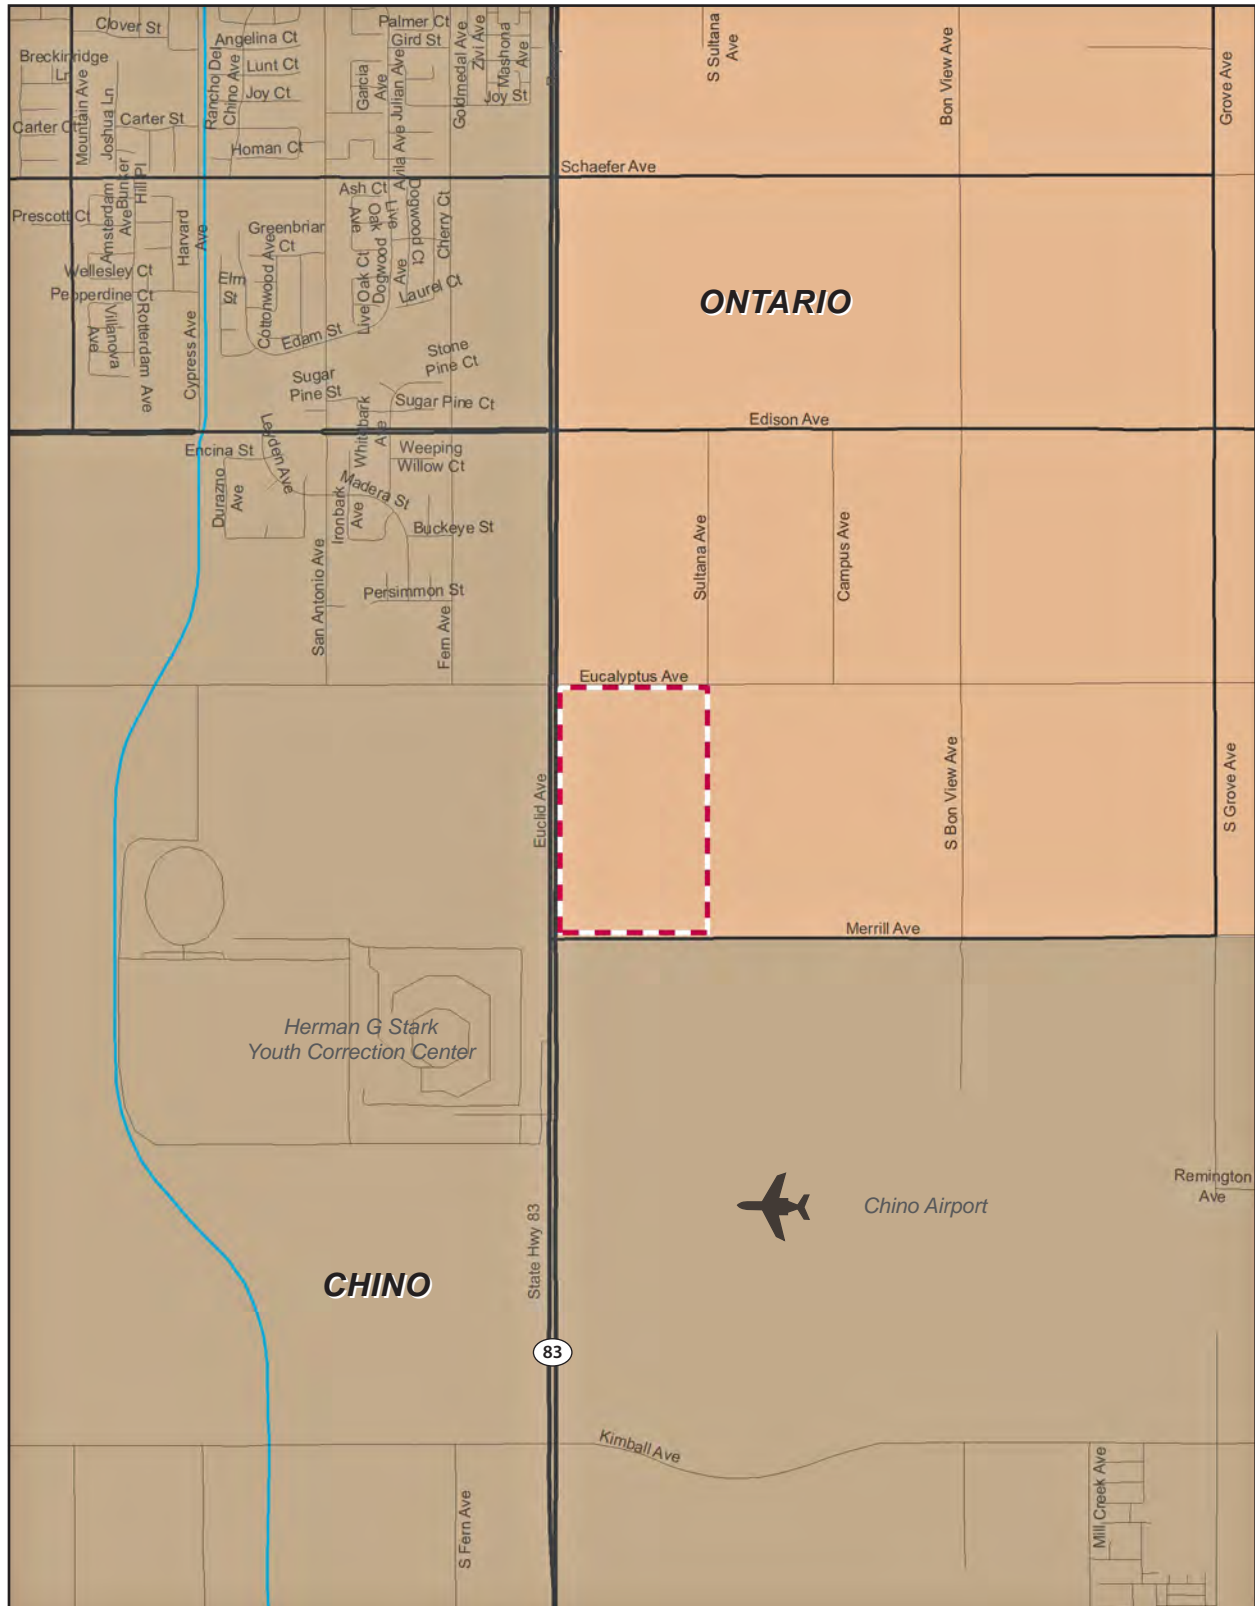 Clover St
Palmer Ct
Angelina Ct
Gird St
Goldmedal Ave
Zivi Ave
Mashona
Ave
S Sultana
Ave
Bon View Ave
Grove Ave
Breckinridge
Ln
Mountain Ave
Joshua Ln
Rancho Del
Chino Ave
Lunt Ct
Joy Ct
Garcia
Ave
Julian Ave
Joy St
Carter Ct
Carter St
Homan Ct
Avila Ave
Schaefer Ave
Amsterdam
Ave
Bunker
Hill Pl
Ash Ct
Prescott Ct
Harvard
Ave
Greenbriar
Ct
Live
Oak
Ave
Dogwood Ct
Cherry Ct
Wellesley Ct
Elm
St
Cottonwood Ave
Live Oak Ct
Dogwood
Ave
Laurel Ct
ONTARIO
Pepperdine Ct
Villanova
Ave
Rotterdam Ave
Cypress Ave
Edam St
Stone
Pine Ct
Sugar
Pine St
Sugar Pine Ct
Edison Ave
Encina St
Leyden Ave
Whitebark
Ave
Weeping
Willow Ct
Durazno
Ave
Madera St
Ironbark
Ave
Buckeye St
Sultana Ave
Campus Ave
San Antonio Ave
Persimmon St
Fern Ave
Eucalyptus Ave
Euclid Ave
S Bon View Ave
S Grove Ave
Merrill Ave
Herman G Stark
Youth Correction Center
Remington
Ave
Chino Airport
State Hwy 83
CHINO
83
Kimball Ave
S Fern Ave
Mill Creek Ave